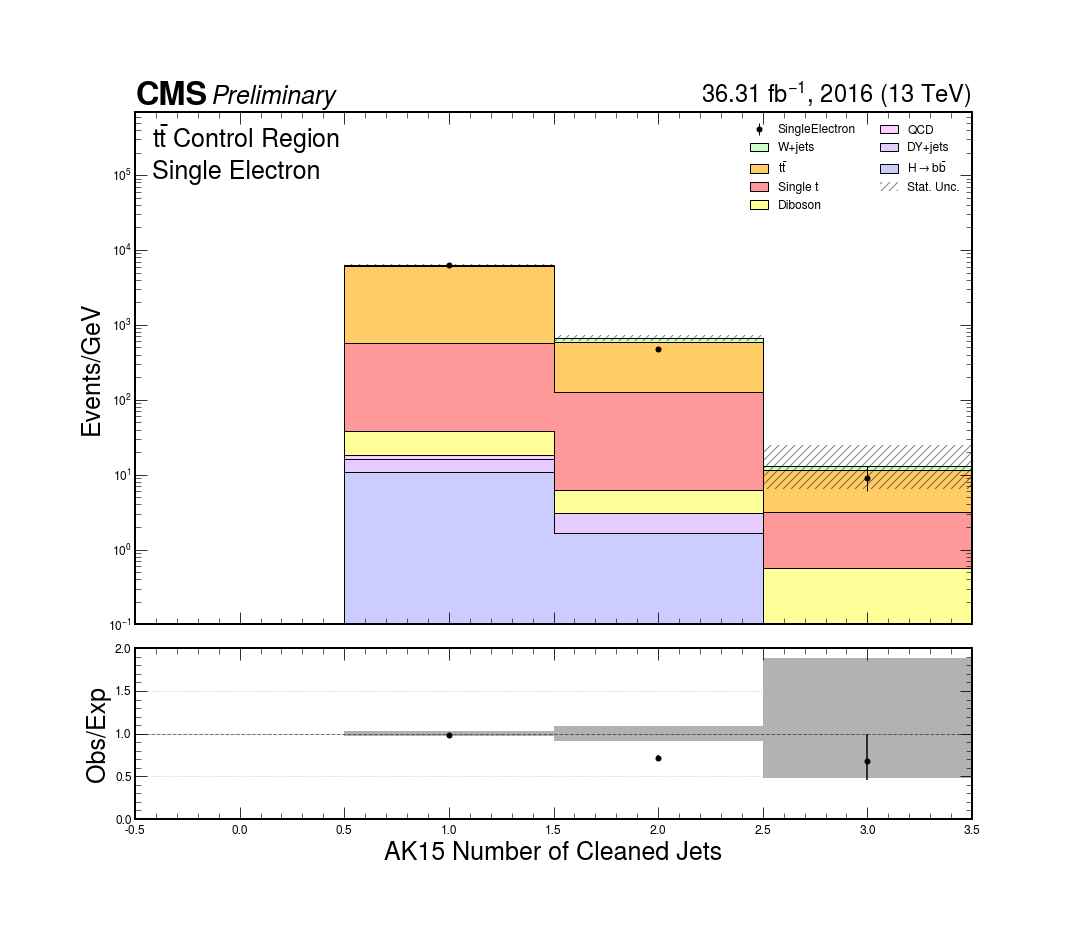 CMS Preliminary 36.31 fb⁻¹, 2016 (13 TeV)
tt̄ Control Region
Single Electron
SingleElectron
W+jets
tt̄
Single t
Diboson
QCD
DY+jets
H→bb̄
Stat. Unc.
Events/GeV
10⁵
10⁴
10³
10²
10¹
10⁰
10⁻¹
Obs/Exp
2.0
1.5
1.0
0.5
0.0
-0.5 0.0 0.5 1.0 1.5 2.0 2.5 3.0 3.5
AK15 Number of Cleaned Jets